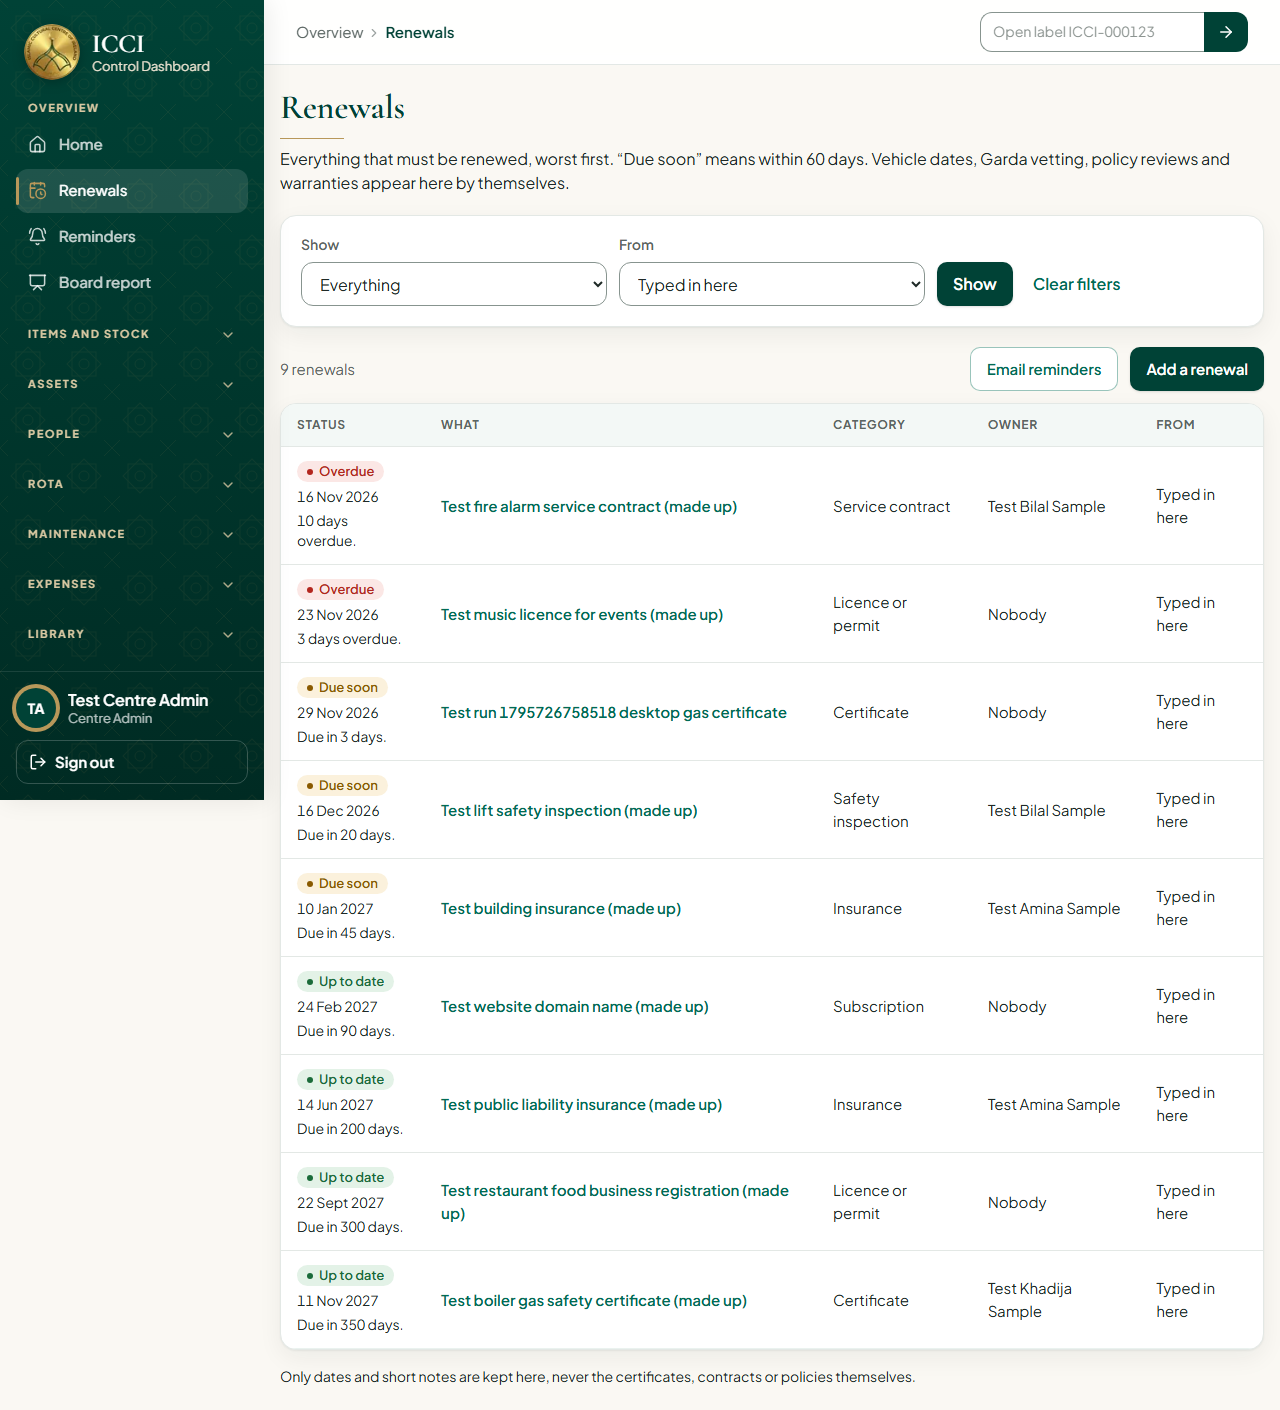 ICCI
Control Dashboard
OVERVIEW
Home
Renewals
Reminders
Board report
ITEMS AND STOCK
ASSETS
PEOPLE
ROTA
MAINTENANCE
EXPENSES
LIBRARY
TA
Test Centre Admin
Centre Admin
Sign out
Overview > Renewals
Open label ICCI-000123
Renewals
Everything that must be renewed, worst first. “Due soon” means within 60 days. Vehicle dates, Garda vetting, policy reviews and
warranties appear here by themselves.
Show From
Everything Typed in here Show Clear filters
9 renewals Email reminders Add a renewal
STATUS WHAT CATEGORY OWNER FROM
Overdue
16 Nov 2026
10 days
overdue.
Test fire alarm service contract (made up)
Service contract
Test Bilal Sample
Typed in
here
Overdue
23 Nov 2026
3 days overdue.
Test music licence for events (made up)
Licence or
permit
Nobody
Typed in
here
Due soon
29 Nov 2026
Due in 3 days.
Test run 1795726758518 desktop gas certificate
Certificate
Nobody
Typed in
here
Due soon
16 Dec 2026
Due in 20 days.
Test lift safety inspection (made up)
Safety
inspection
Test Bilal Sample
Typed in
here
Due soon
10 Jan 2027
Due in 45 days.
Test building insurance (made up)
Insurance
Test Amina Sample
Typed in
here
Up to date
24 Feb 2027
Due in 90 days.
Test website domain name (made up)
Subscription
Nobody
Typed in
here
Up to date
14 Jun 2027
Due in 200 days.
Test public liability insurance (made up)
Insurance
Test Amina Sample
Typed in
here
Up to date
22 Sept 2027
Due in 300 days.
Test restaurant food business registration (made
up)
Licence or
permit
Nobody
Typed in
here
Up to date
11 Nov 2027
Due in 350 days.
Test boiler gas safety certificate (made up)
Certificate
Test Khadija
Sample
Typed in
here
Only dates and short notes are kept here, never the certificates, contracts or policies themselves.